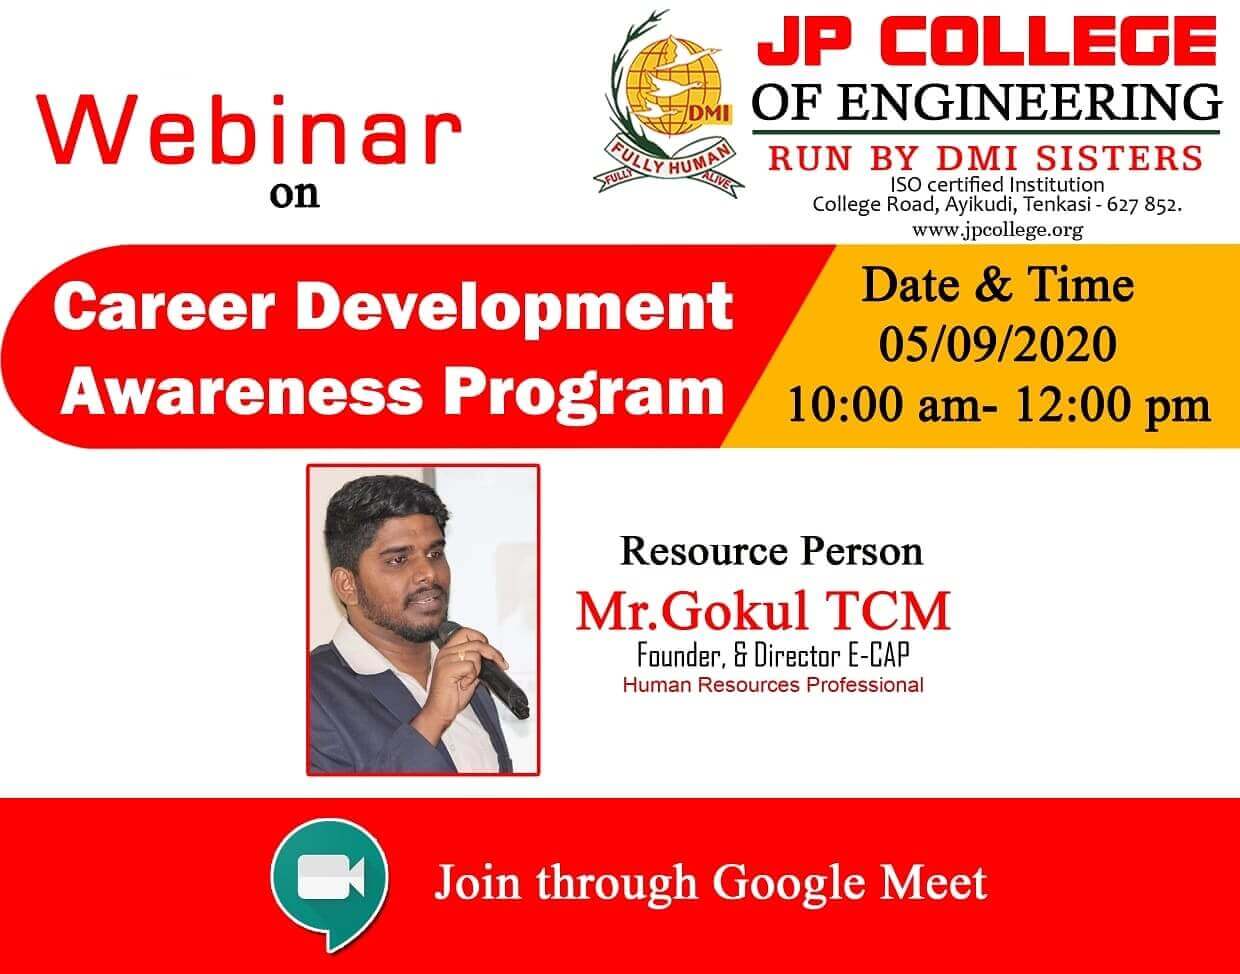 Webinar
on
DMI
FULLY HUMAN
FULLY ALIVE
JP COLLEGE
OF ENGINEERING
RUN BY DMI SISTERS
ISO certified Institution
College Road, Ayikudi, Tenkasi - 627 852.
www.jpcollege.org
Career Development
Awareness Program
Date & Time
05/09/2020
10:00 am- 12:00 pm
Resource Person
Mr.Gokul TCM
Founder, & Director E-CAP
Human Resources Professional
Join through Google Meet